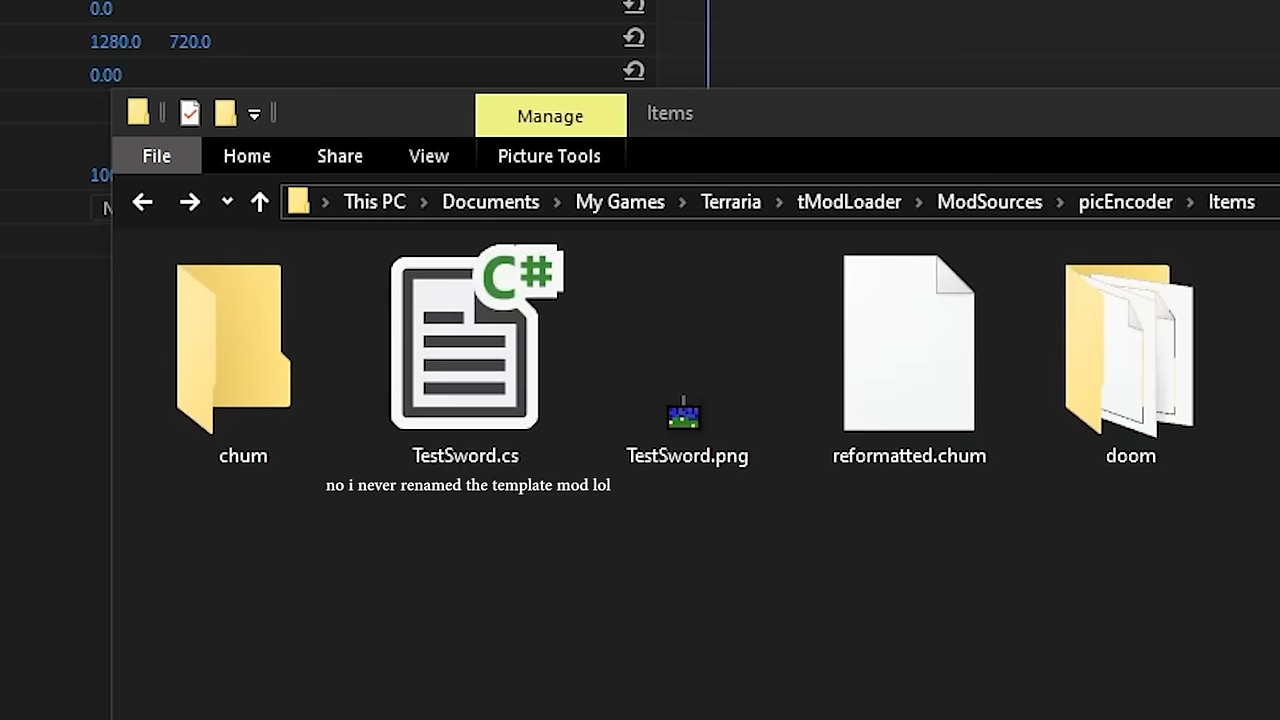 0.0
1280.0 720.0
0.00
Manage Items
File Home Share View Picture Tools
10
N
This PC > Documents > My Games > Terraria > tModLoader > ModSources > picEncoder > Items
C#
chum TestSword.cs TestSword.png reformatted.chum doom
no i never renamed the template mod lol